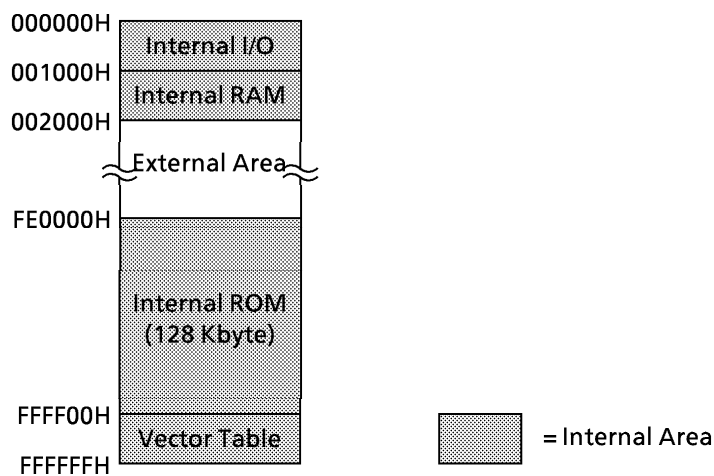 000000H
Internal I/O
001000H
Internal RAM
002000H
External Area
FE0000H
Internal ROM
(128 Kbyte)
FFFF00H
Vector Table
FFFFFFH
= Internal Area